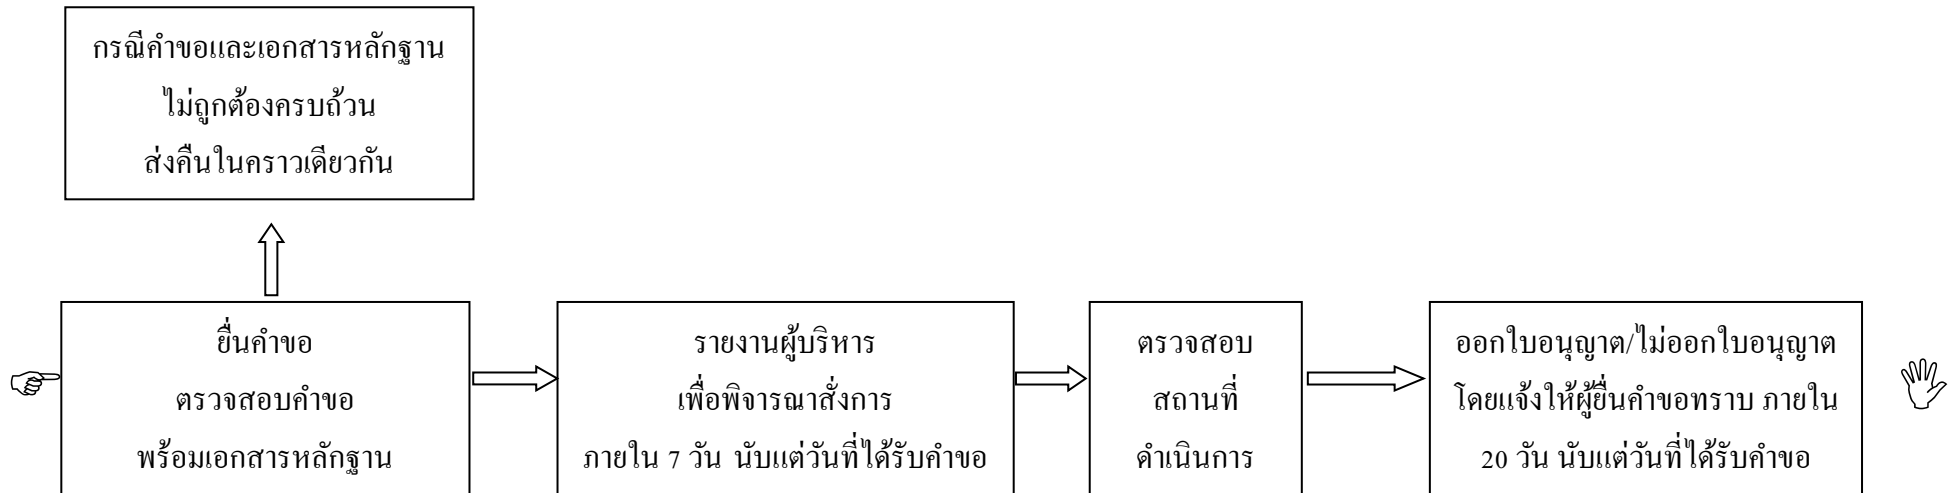 กรณีคำขอและเอกสารหลักฐาน
ไม่ถูกต้องครบถ้วน
ส่งคืนในคราวเดียวกัน
ยื่นคำขอ
ตรวจสอบคำขอ
พร้อมเอกสารหลักฐาน
รายงานผู้บริหาร
เพื่อพิจารณาสั่งการ
ภายใน 7 วัน นับแต่วันที่ได้รับคำขอ
ตรวจสอบ
สถานที่
ดำเนินการ
ออกใบอนุญาต/ไม่ออกใบอนุญาต
โดยแจ้งให้ผู้ยื่นคำขอทราบ ภายใน
20 วัน นับแต่วันที่ได้รับคำขอ